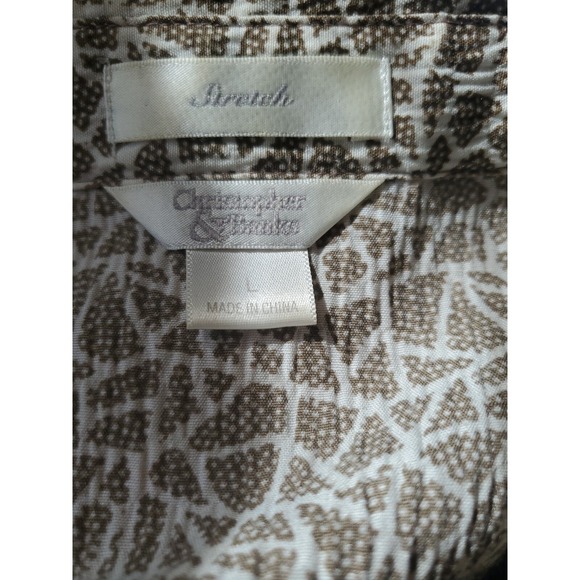 Stretch
Christopher
& Banks
L
MADE IN CHINA